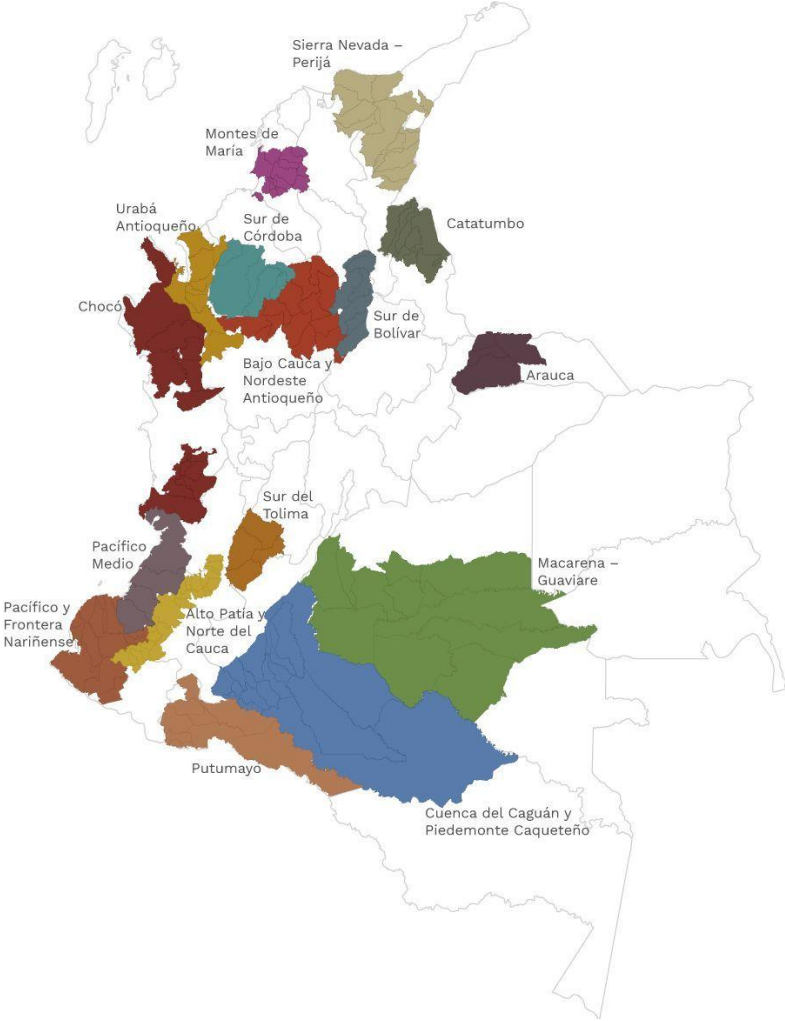 Sierra Nevada –
Perijá
Montes de
María
Urabá
Antioqueño
Sur de
Córdoba
Catatumbo
Chocó
Sur de
Bolívar
Bajo Cauca y
Nordeste
Antioqueño
Arauca
Sur del
Tolima
Pacífico
Medio
Macarena –
Guaviare
Pacífico y
Frontera
Nariñense
Alto Patía y
Norte del
Cauca
Putumayo
Cuenca del Caguán y
Piedemonte Caqueteño